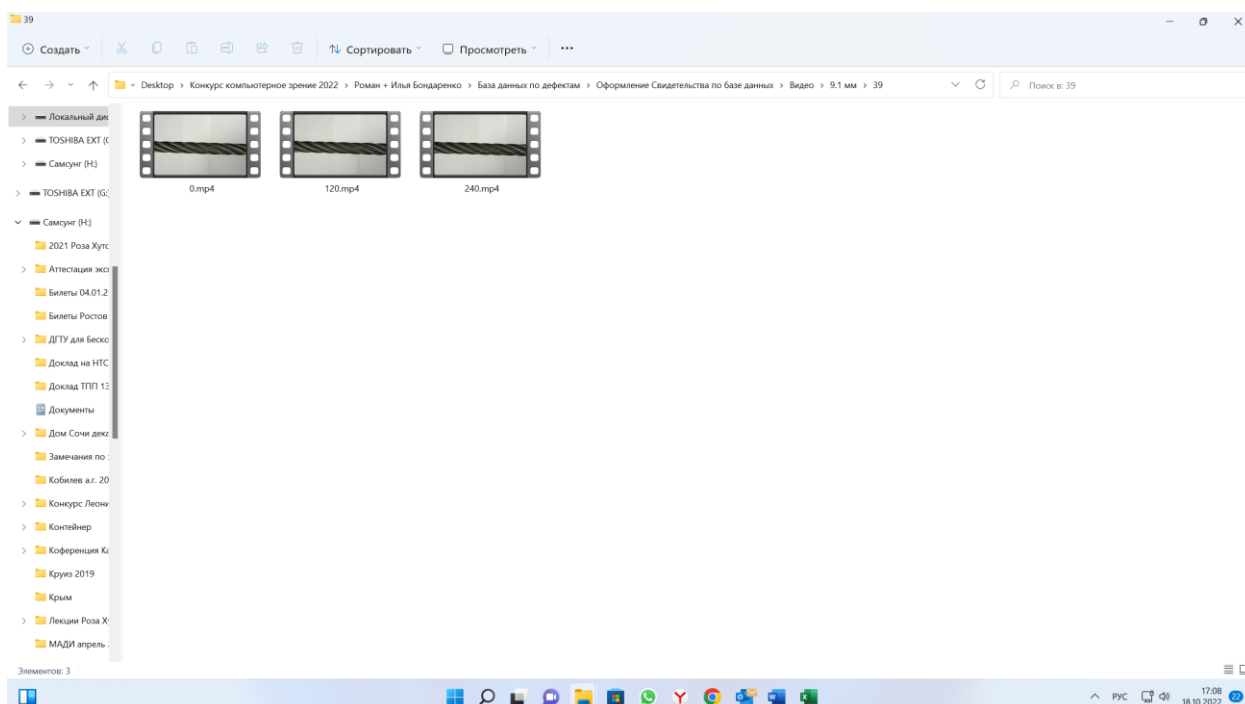 39
Создать
Сортировать
Просмотреть
Desktop > Конкурс компьютерное зрение 2022 > Роман + Илья Бондаренко > База данных по дефектам > Оформление Свидетельства по базе данных > Видео > 9.1 мм > 39
Поиск в: 39
Локальный дис
TOSHIBA EXT (G
Самсунг (H:)
TOSHIBA EXT (G:)
Самсунг (H:)
2021 Роза Хуто
Аттестация эксп
Билеты 04.01.2
Билеты Ростов
ДГТУ для Беско
Доклад на НТС
Доклад ТПП 13
Документы
Дом Сочи дека
Замечания по
Кобилев а.г. 20
Конкурс Леони
Контейнер
Коференция Ка
Круиз 2019
Крым
Лекции Роза Х
МАДИ апрель
0.mp4
120.mp4
240.mp4
Элементов: 3
РУС
17:08
18.10.2022
22